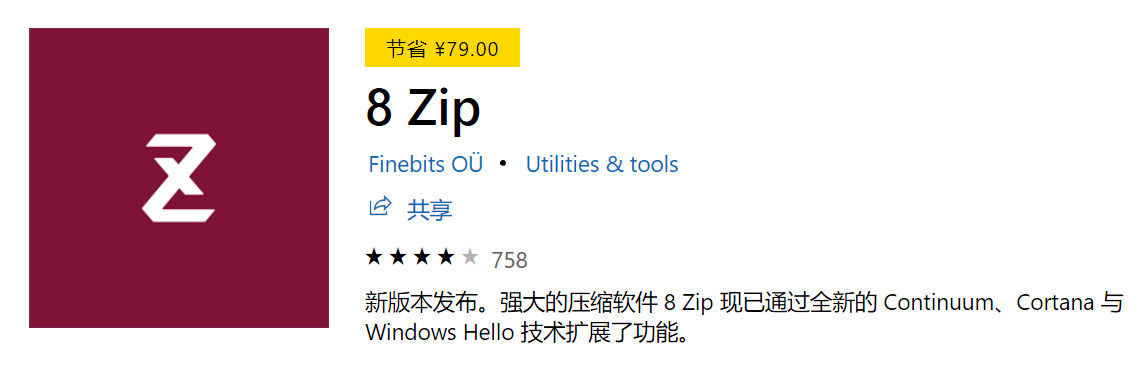 节省 ¥79.00
8 Zip
Finebits OÜ • Utilities & tools
共享
758
新版本发布。强大的压缩软件 8 Zip 现已通过全新的 Continuum、Cortana 与
Windows Hello 技术扩展了功能。